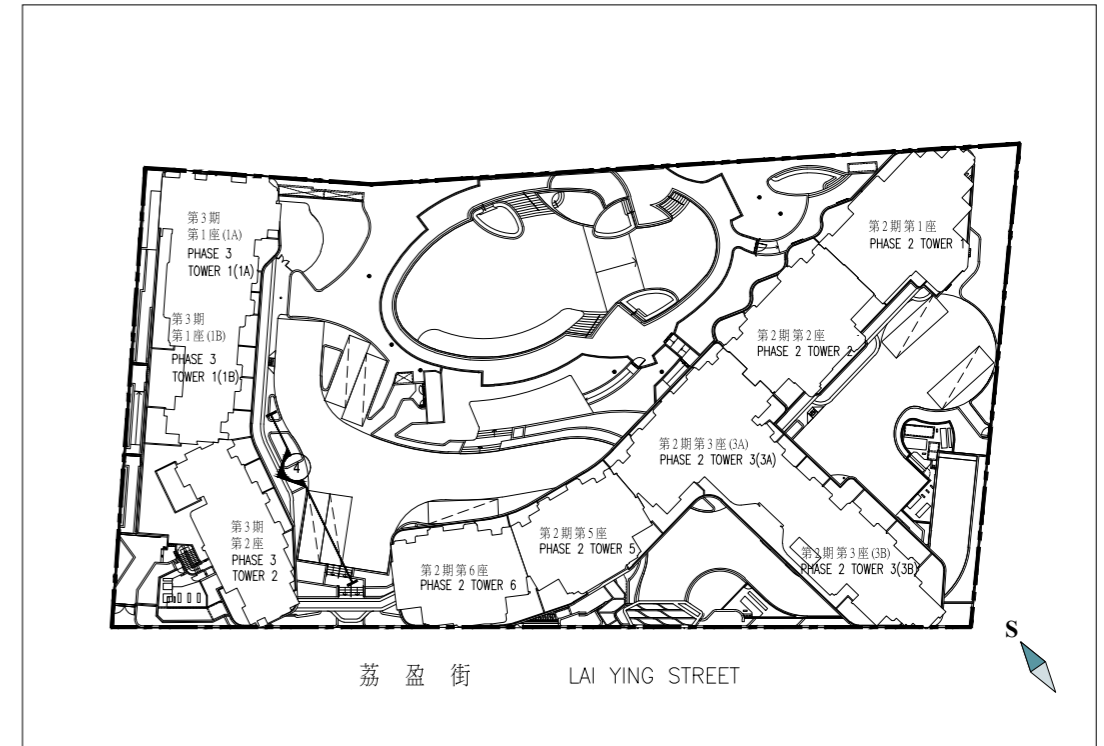 第3期
第1座(1A)
PHASE 3
TOWER 1(1A)
第3期
第1座(1B)
PHASE 3
TOWER 1(1B)
第2期第1座
PHASE 2 TOWER 1
第2期第2座
PHASE 2 TOWER 2
第2期第3座(3A)
PHASE 2 TOWER 3(3A)
4
第3期
第2座
PHASE 3
TOWER 2
第2期第5座
PHASE 2 TOWER 5
第2期第6座
PHASE 2 TOWER 6
第2期第3座(3B)
PHASE 2 TOWER 3(3B)
S
荔盈街 LAI YING STREET